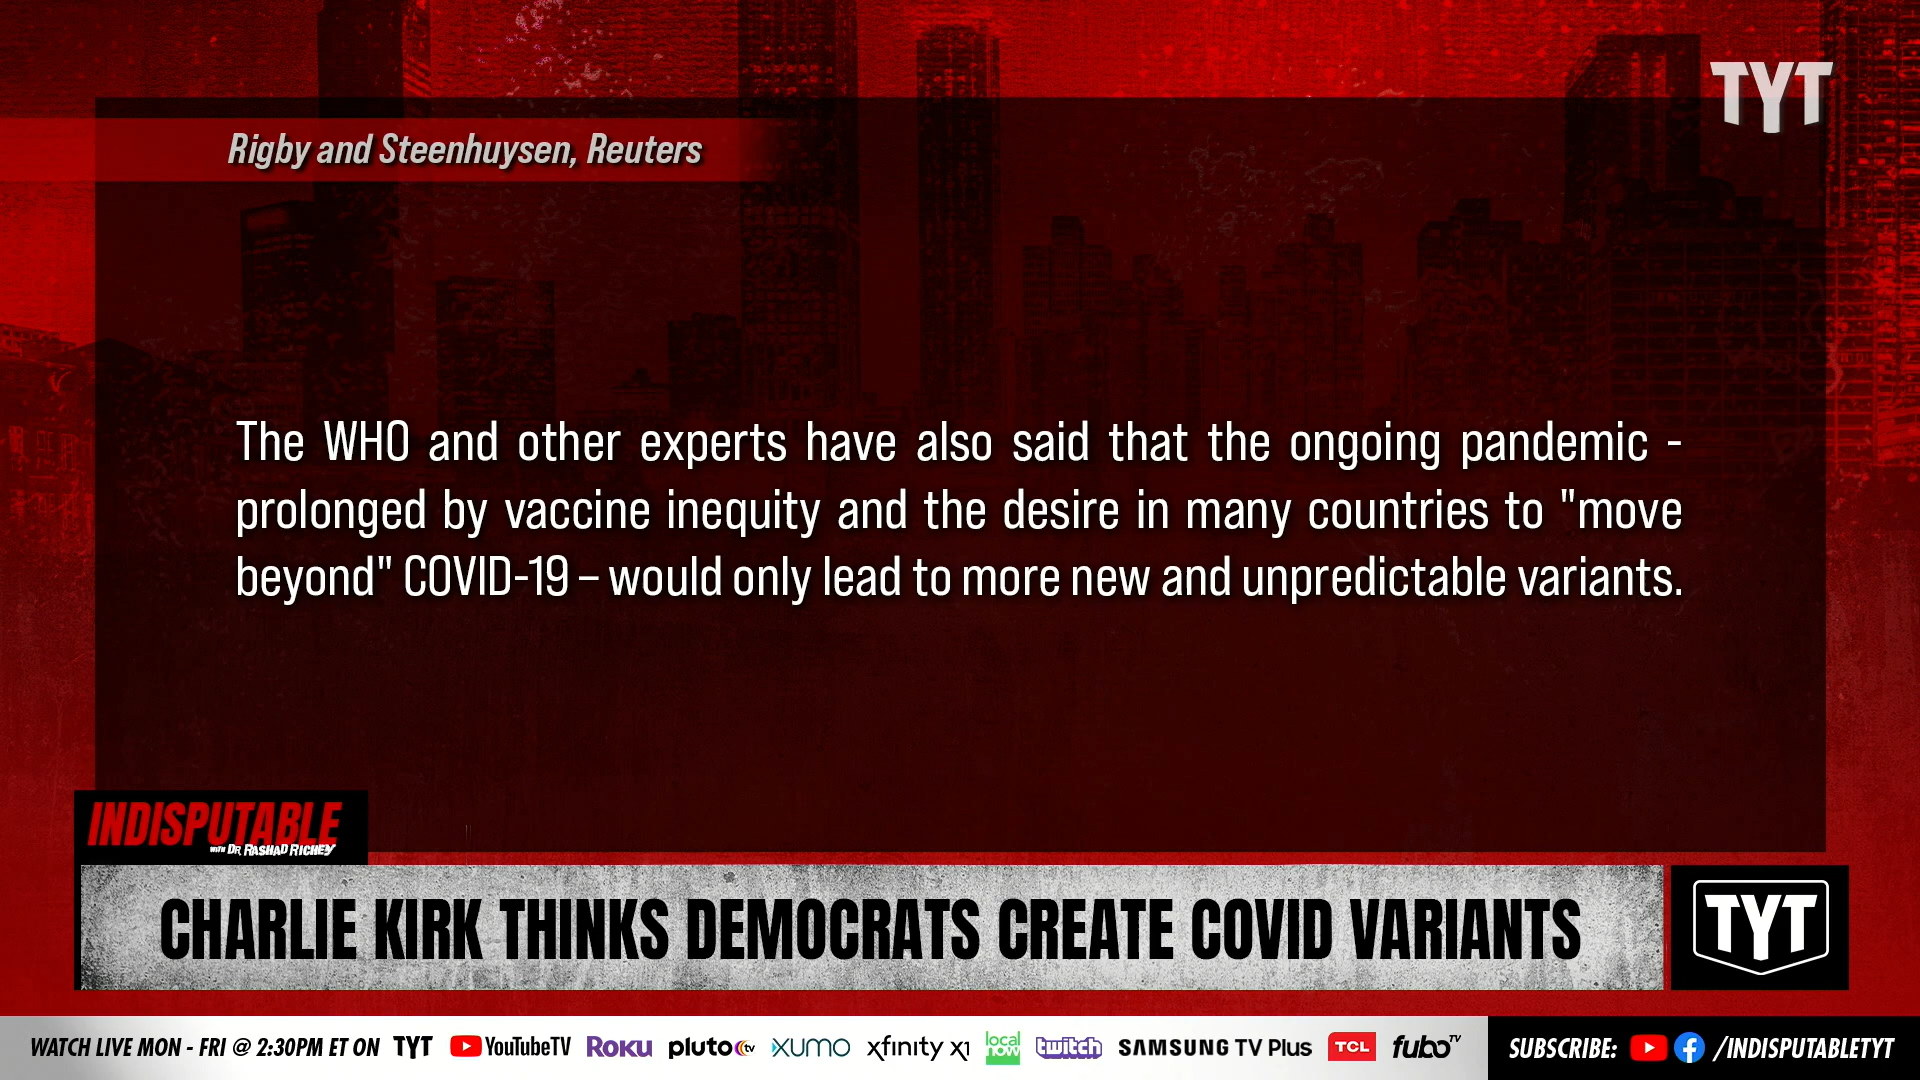 TYT
Rigby and Steenhuysen, Reuters
The WHO and other experts have also said that the ongoing pandemic -
prolonged by vaccine inequity and the desire in many countries to "move
beyond" COVID-19 – would only lead to more new and unpredictable variants.
INDISPUTABLE
WITH DR RASHAD RICHEY
CHARLIE KIRK THINKS DEMOCRATS CREATE COVID VARIANTS
TYT
WATCH LIVE MON - FRI @ 2:30PM ET ON TYT YouTubeTV ROKU pluto tv XUMO xfinity x1 local now twitch SAMSUNG TV Plus TCL fubo TV SUBSCRIBE: /INDISPUTABLETYT